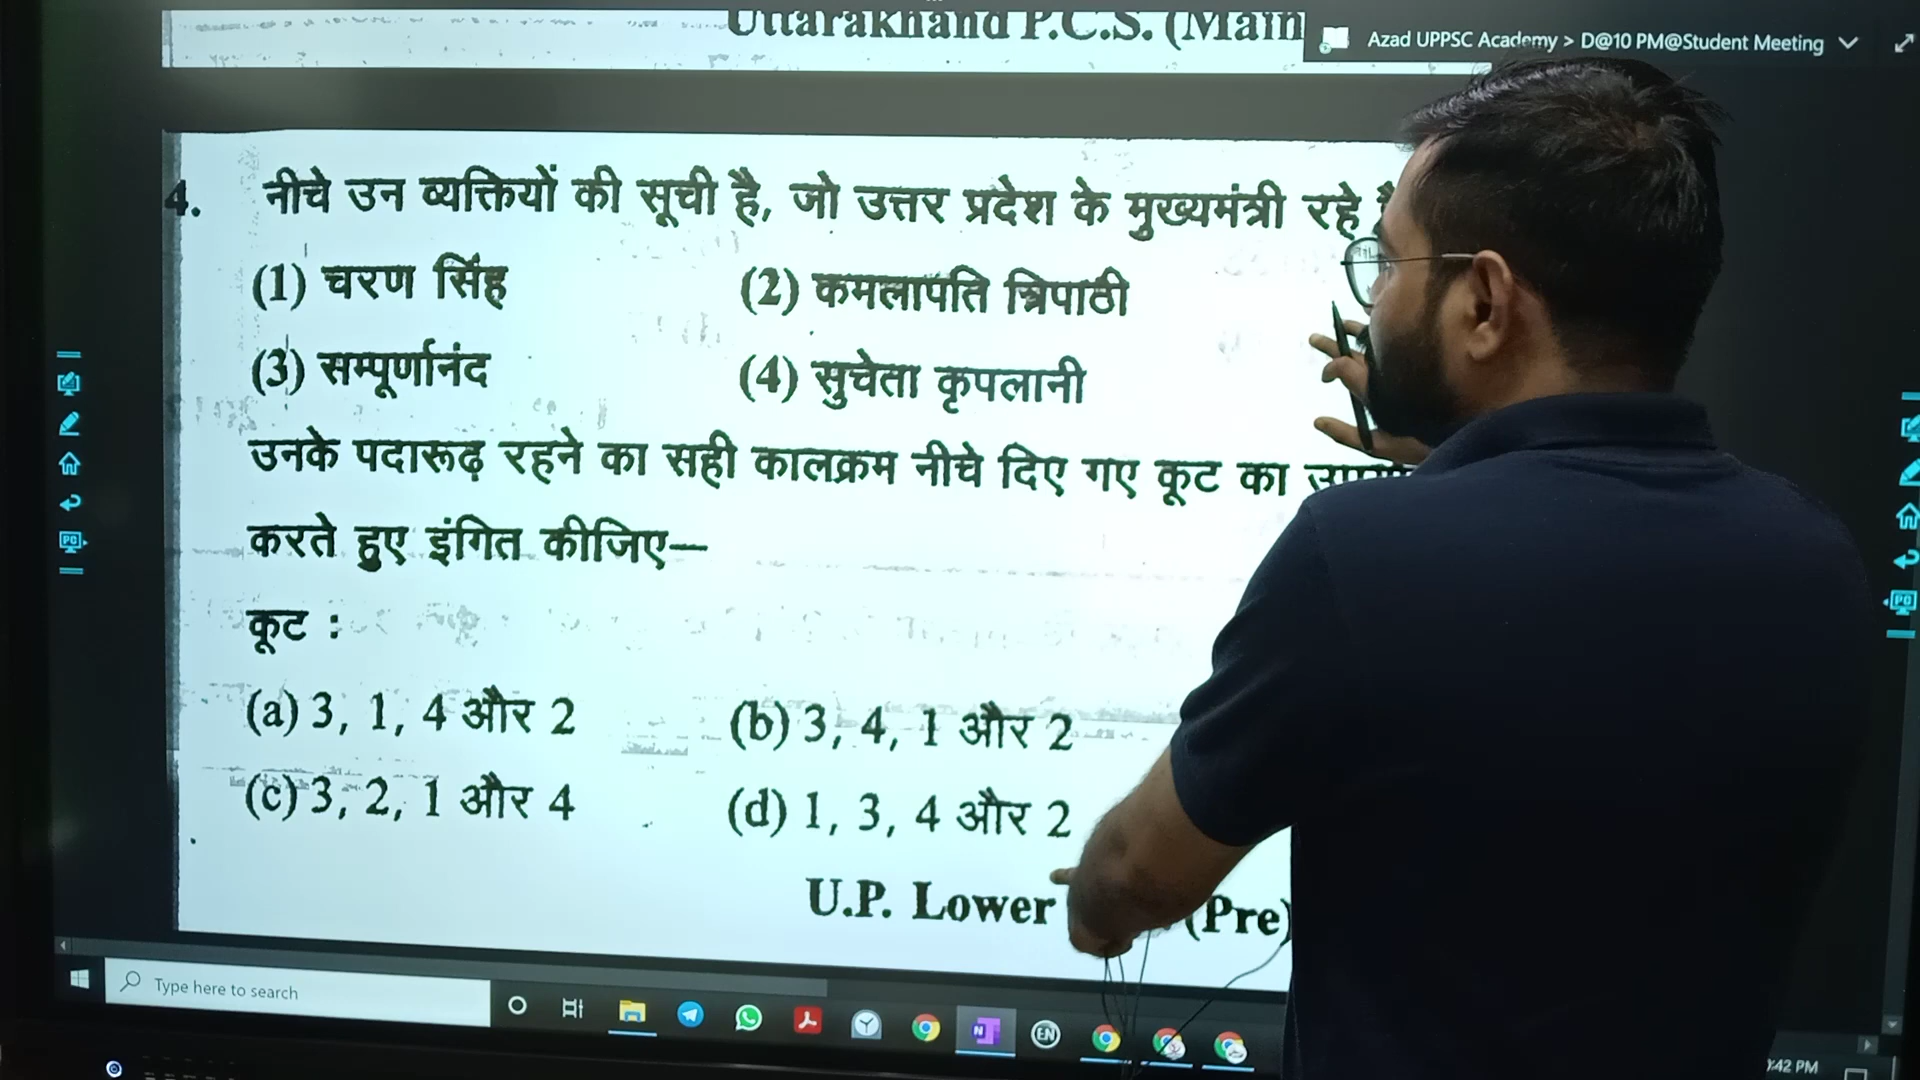 Uttarakhand P.C.S. (Main
Azad UPPSC Academy > D@10 PM@Student Meeting
4. नीचे उन व्यक्तियों की सूची है, जो उत्तर प्रदेश के मुख्यमंत्री रहे
(1) चरण सिंह (2) कमलापति त्रिपाठी
(3) सम्पूर्णानंद (4) सुचेता कृपलानी
उनके पदारूढ़ रहने का सही कालक्रम नीचे दिए गए कूट का
करते हुए इंगित कीजिए—
कूट :
(a) 3, 1, 4 और 2 (b) 3, 4, 1 और 2
(c) 3, 2, 1 और 4 (d) 1, 3, 4 और 2
U.P. Lower (Pre)
Type here to search
:42 PM